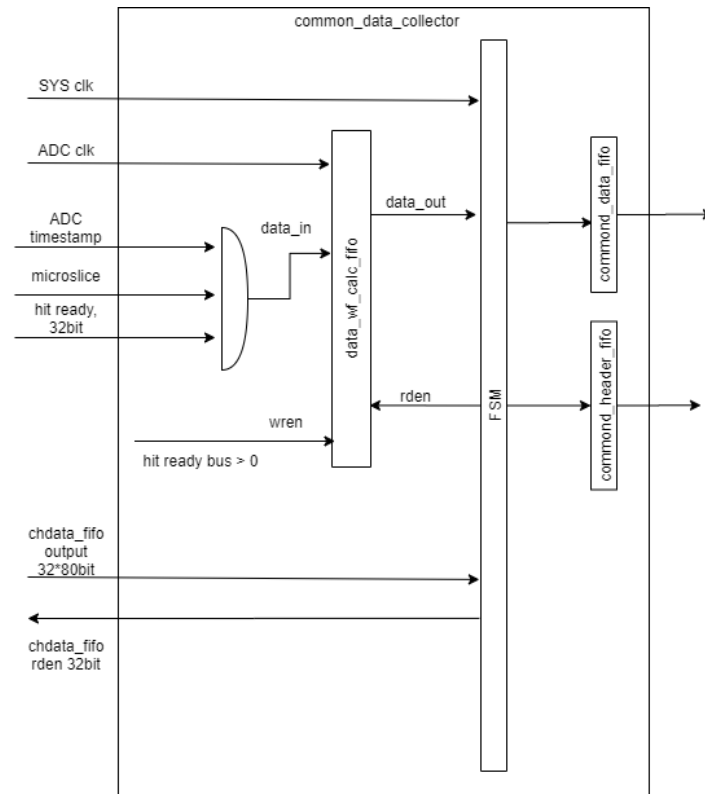 common_data_collector
SYS clk
ADC clk
ADC
timestamp
microslice
hit ready,
32bit
data_in
data_wf_calc_fifo
data_out
commond_data_fifo
rden
FSM
commond_header_fifo
wren
hit ready bus > 0
chdata_fifo
output
32*80bit
chdata_fifo
rden 32bit